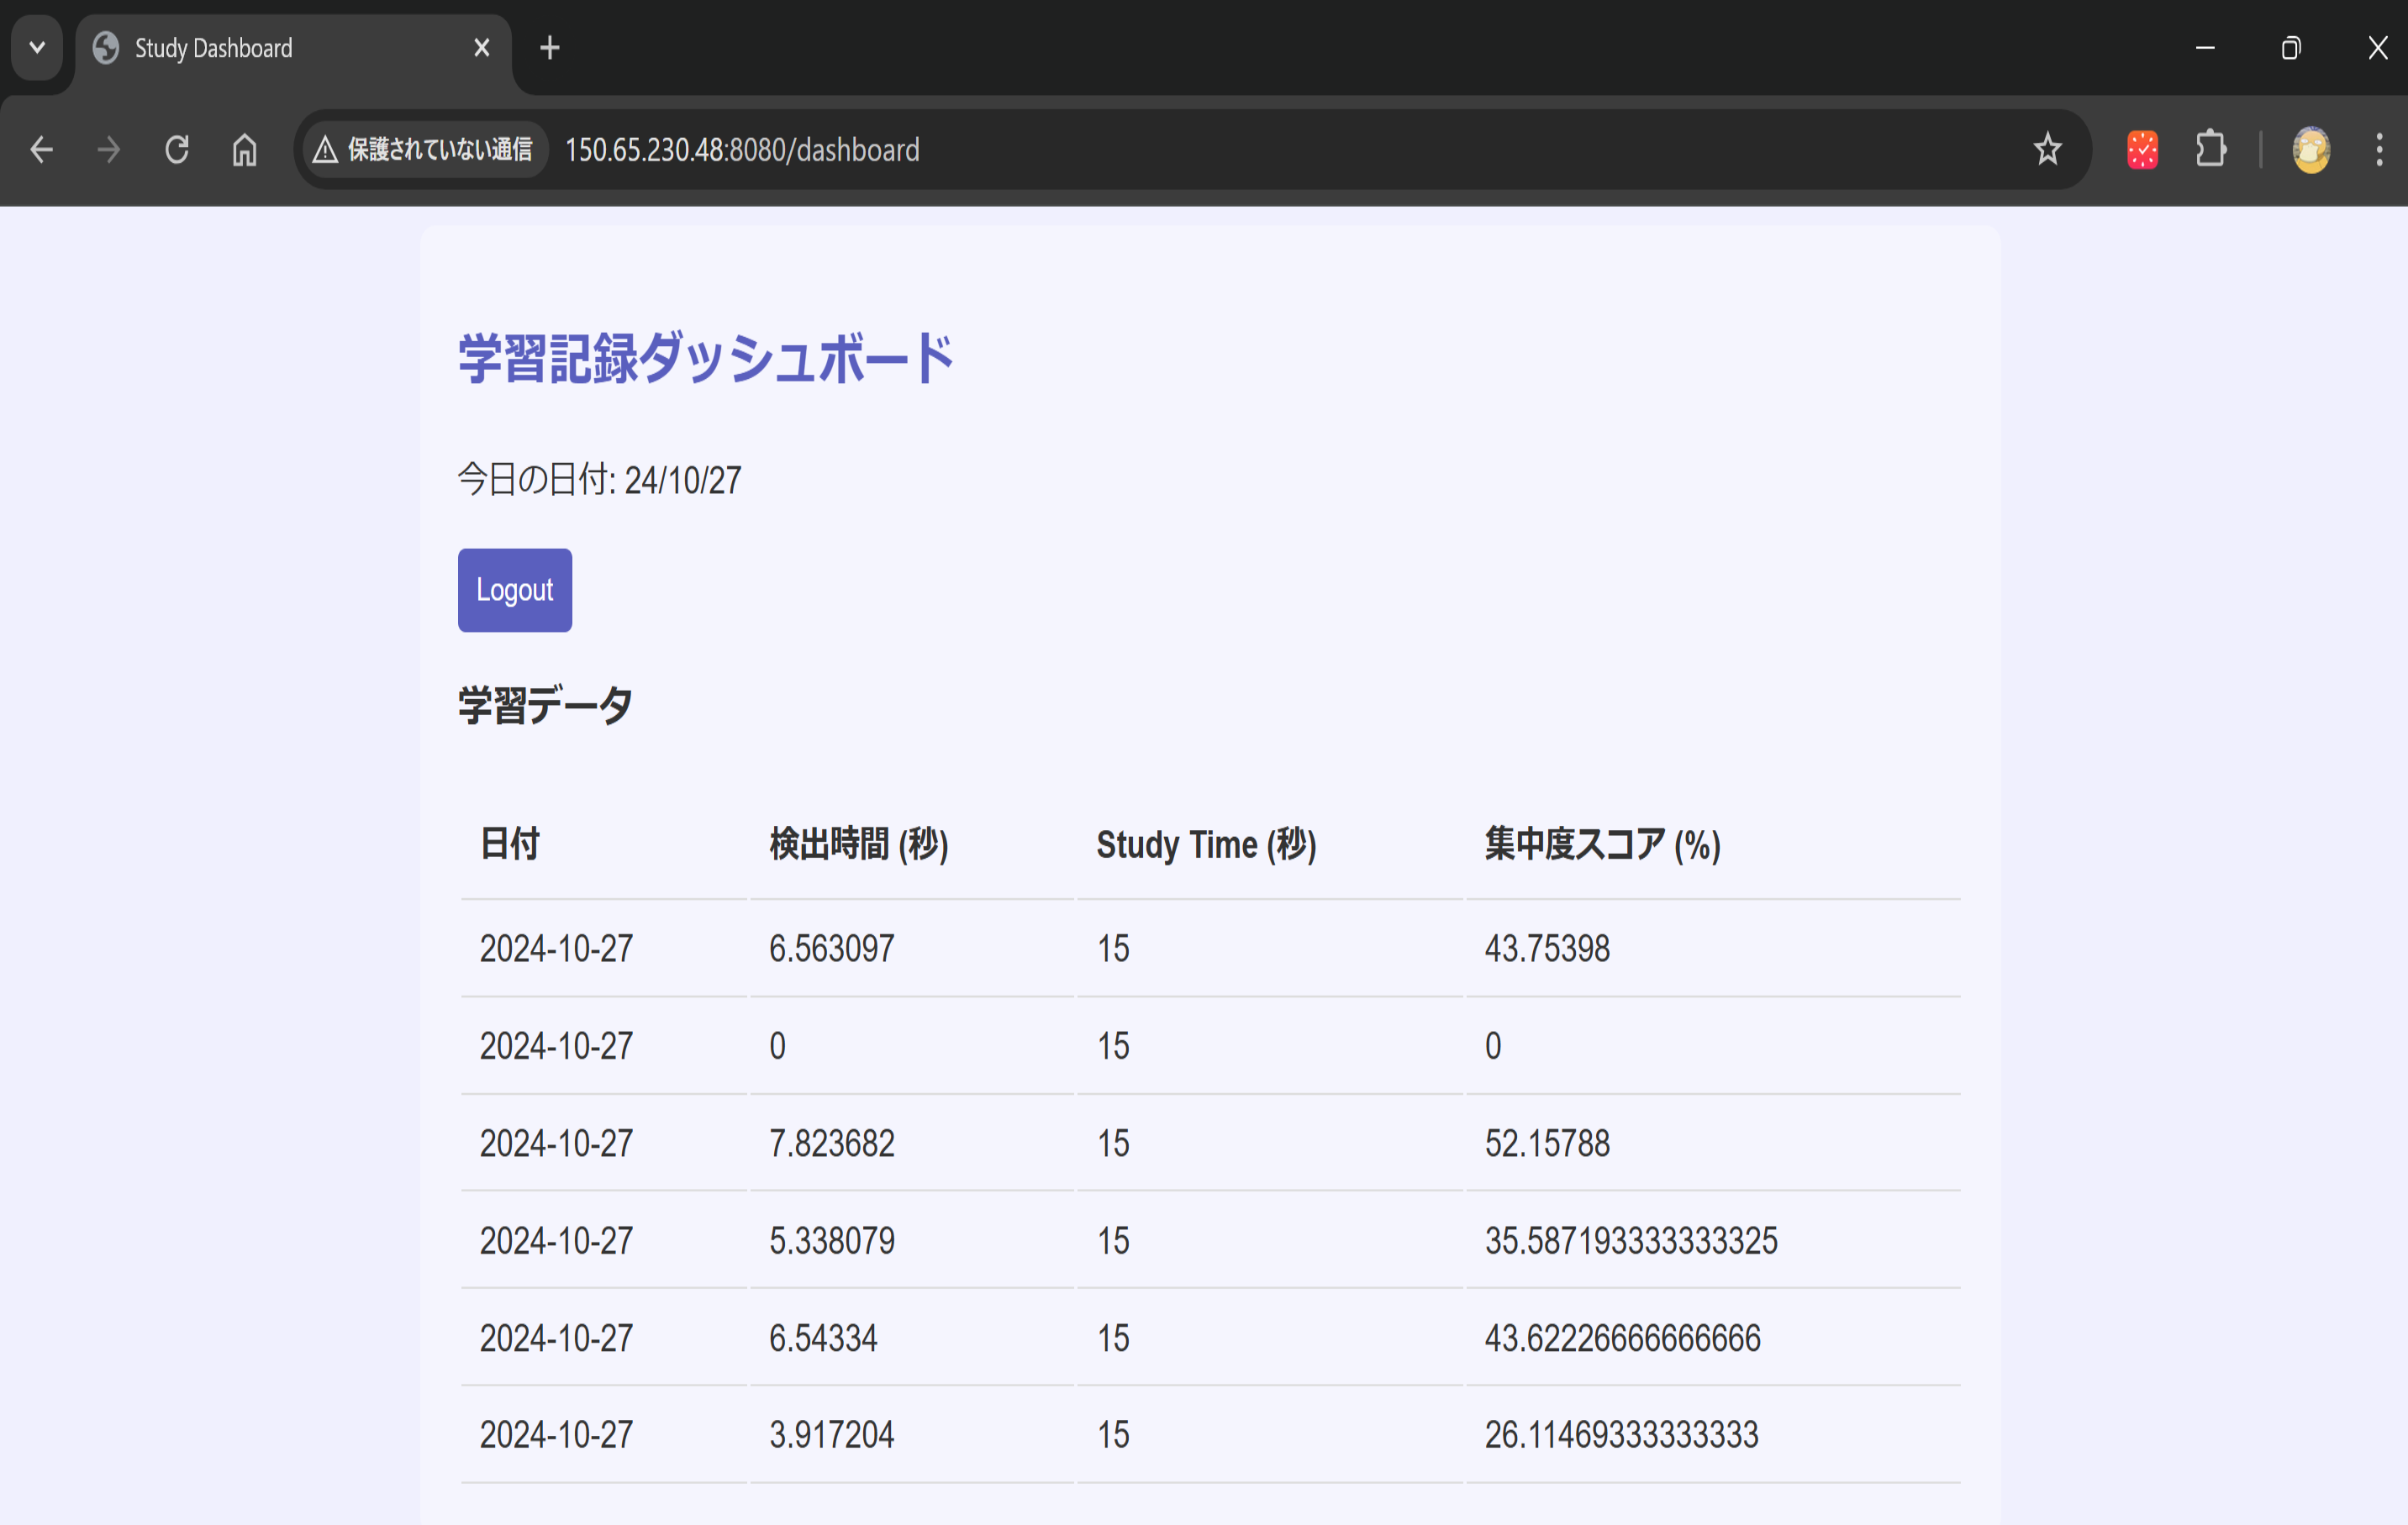 Study Dashboard
保護されていない通信 150.65.230.48:8080/dashboard
学習記録ダッシュボード
今日の日付: 24/10/27
Logout
学習データ
日付 検出時間 (秒) Study Time (秒) 集中度スコア (%)
2024-10-27 6.563097 15 43.75398
2024-10-27 0 15 0
2024-10-27 7.823682 15 52.15788
2024-10-27 5.338079 15 35.587193333333325
2024-10-27 6.54334 15 43.62226666666666
2024-10-27 3.917204 15 26.11469333333333